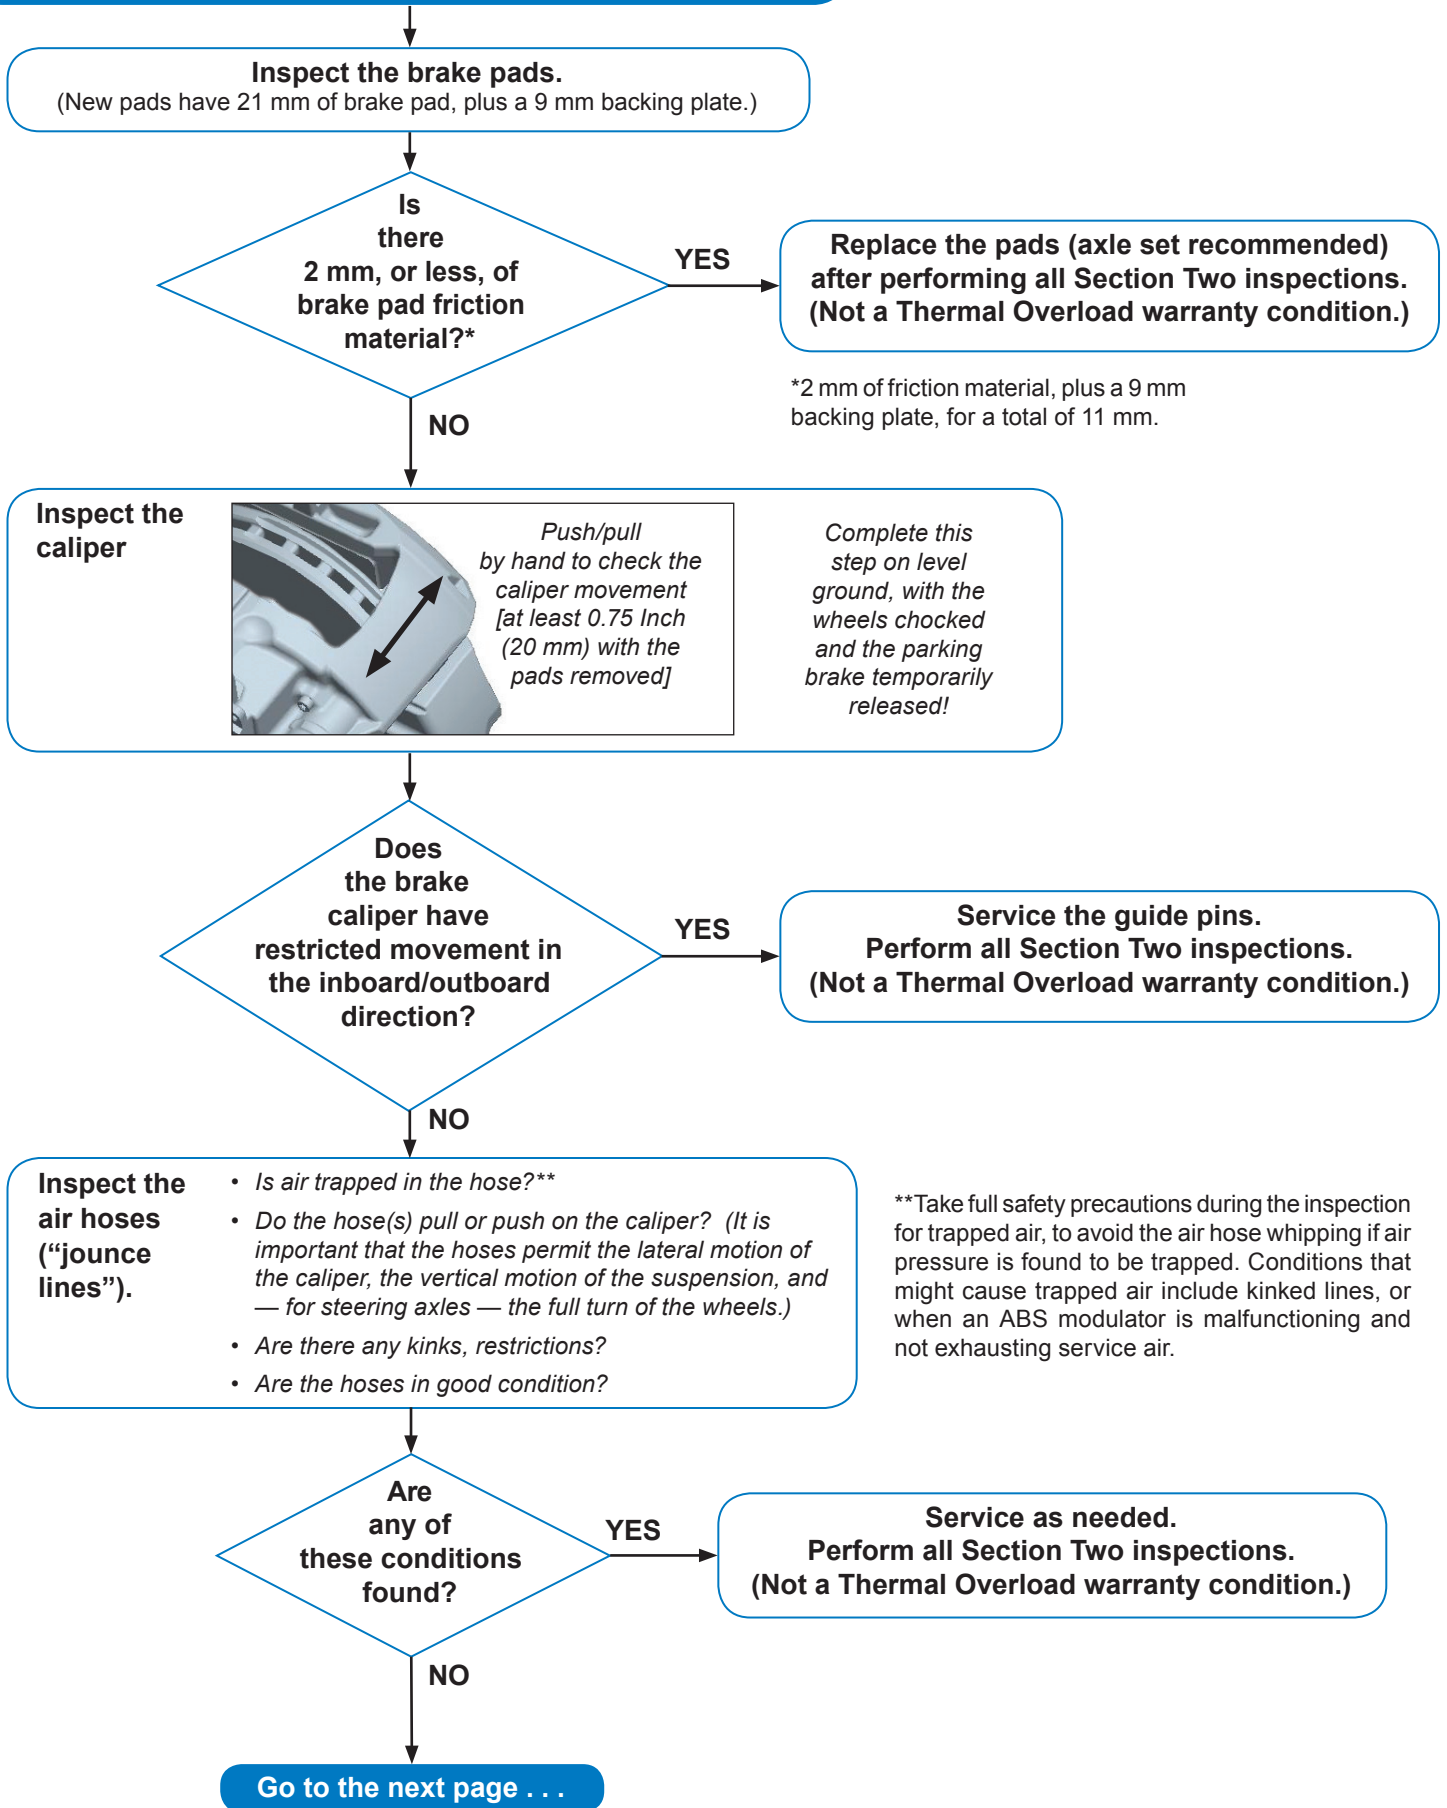 Inspect the brake pads.
(New pads have 21 mm of brake pad, plus a 9 mm backing plate.)
Is
there
2 mm, or less, of
brake pad friction
material?*
YES
Replace the pads (axle set recommended)
after performing all Section Two inspections.
(Not a Thermal Overload warranty condition.)
*2 mm of friction material, plus a 9 mm
backing plate, for a total of 11 mm.
NO
Inspect the
caliper
Push/pull
by hand to check the
caliper movement
[at least 0.75 Inch
(20 mm) with the
pads removed]
Complete this
step on level
ground, with the
wheels chocked
and the parking
brake temporarily
released!
Does
the brake
caliper have
restricted movement in
the inboard/outboard
direction?
YES
Service the guide pins.
Perform all Section Two inspections.
(Not a Thermal Overload warranty condition.)
NO
Inspect the
air hoses
(“jounce
lines”).
• Is air trapped in the hose?**
• Do the hose(s) pull or push on the caliper? (It is
important that the hoses permit the lateral motion of
the caliper, the vertical motion of the suspension, and
— for steering axles — the full turn of the wheels.)
• Are there any kinks, restrictions?
• Are the hoses in good condition?
**Take full safety precautions during the inspection
for trapped air, to avoid the air hose whipping if air
pressure is found to be trapped. Conditions that
might cause trapped air include kinked lines, or
when an ABS modulator is malfunctioning and
not exhausting service air.
Are
any of
these conditions
found?
YES
Service as needed.
Perform all Section Two inspections.
(Not a Thermal Overload warranty condition.)
NO
Go to the next page . . .